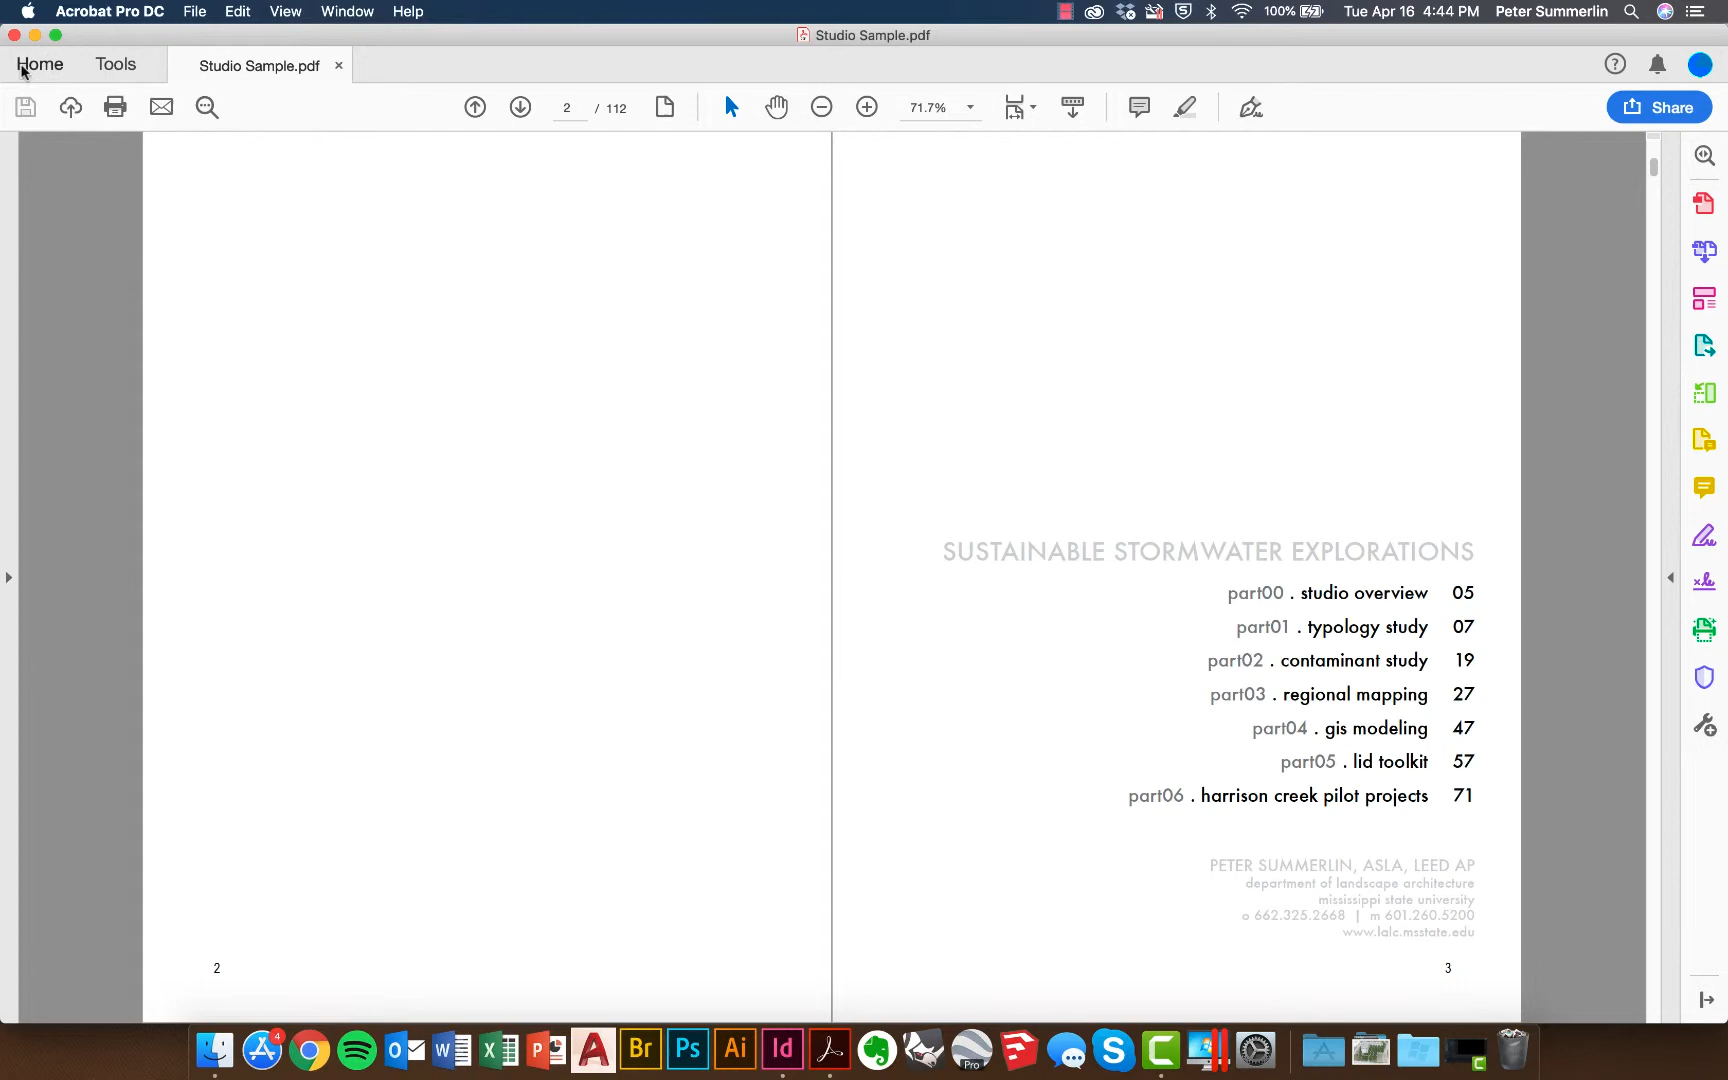 Acrobat Pro DC File Edit View Window Help 100% Tue Apr 16 4:44 PM Peter Summerlin
Studio Sample.pdf
Home Tools Studio Sample.pdf ×
2 / 112 71.7% Share
SUSTAINABLE STORMWATER EXPLORATIONS
part00 . studio overview 05
part01 . typology study 07
part02 . contaminant study 19
part03 . regional mapping 27
part04 . gis modeling 47
part05 . lid toolkit 57
part06 . harrison creek pilot projects 71
PETER SUMMERLIN, ASLA, LEED AP
department of landscape architecture
mississippi state university
o 662.325.2668 | m 601.260.5200
www.lalc.msstate.edu
2 3
4
Br Ps Ai Id Pro